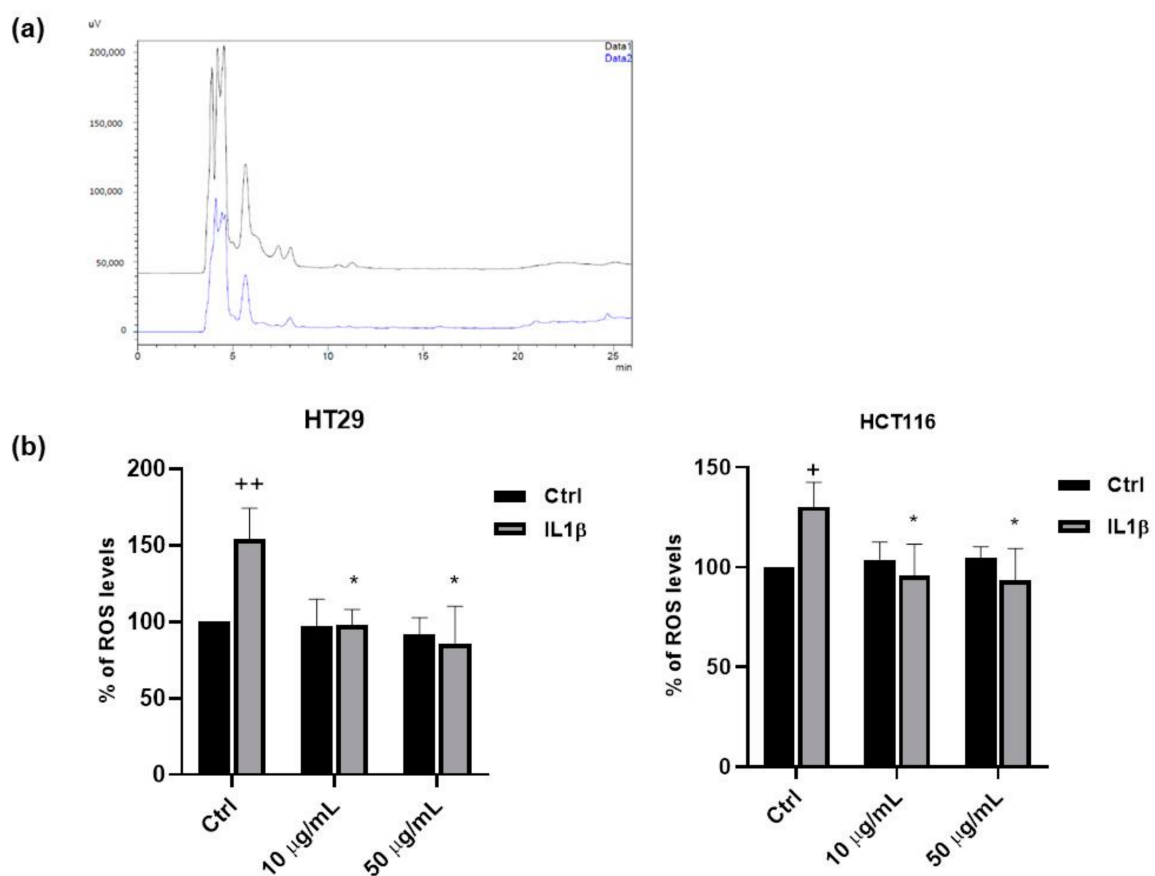 (a)
uV
200,000
150,000
100,000
50,000
0
Data1
Data2
0 5 10 15 20 25
min
(b)
HT29
% of ROS levels
200
150
100
50
0
++
*
*
Ctrl
IL1β
Ctrl
10 μg/mL
50 μg/mL
HCT116
% of ROS levels
150
100
50
0
+
*
*
Ctrl
IL1β
Ctrl
10 μg/mL
50 μg/mL